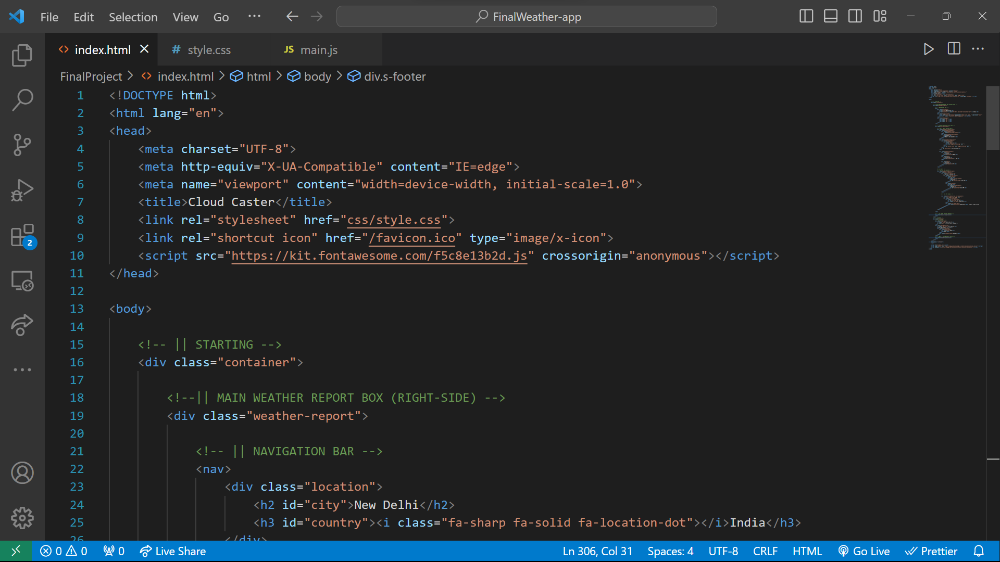 File Edit Selection View Go ··· FinalWeather-app
index.html # style.css JS main.js
FinalProject > index.html > html > body > div.s-footer
1 <!DOCTYPE html>
2 <html lang="en">
3 <head>
4 <meta charset="UTF-8">
5 <meta http-equiv="X-UA-Compatible" content="IE=edge">
6 <meta name="viewport" content="width=device-width, initial-scale=1.0">
7 <title>Cloud Caster</title>
8 <link rel="stylesheet" href="css/style.css">
9 <link rel="shortcut icon" href="/favicon.ico" type="image/x-icon">
10 <script src="https://kit.fontawesome.com/f5c8e13b2d.js" crossorigin="anonymous"></script>
11 </head>
12
13 <body>
14
15 <!-- || STARTING -->
16 <div class="container">
17
18 <!--|| MAIN WEATHER REPORT BOX (RIGHT-SIDE) -->
19 <div class="weather-report">
20
21 <!-- || NAVIGATION BAR -->
22 <nav>
23 <div class="location">
24 <h2 id="city">New Delhi</h2>
25 <h3 id="country"><i class="fa-sharp fa-solid fa-location-dot"></i>India</h3>
26 </div>
2
0 0 0 Live Share Ln 306, Col 31 Spaces: 4 UTF-8 CRLF HTML Go Live Prettier